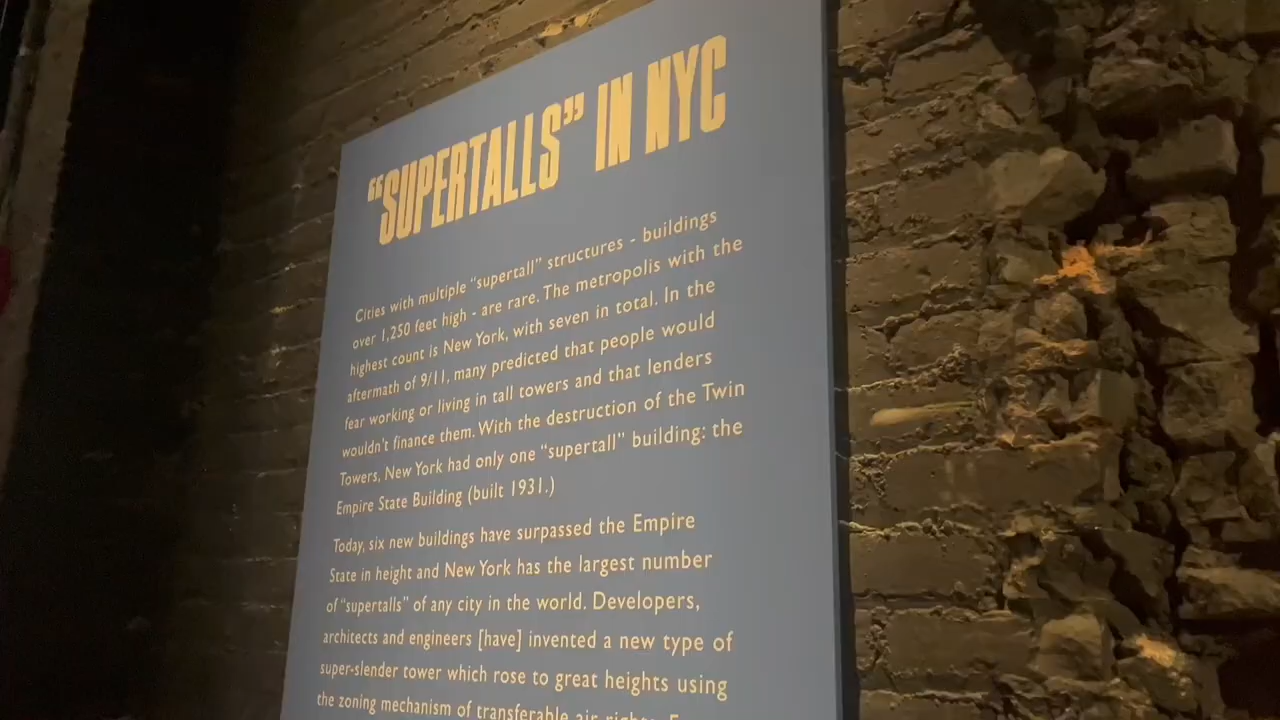 “SUPERTALLS” IN NYC
Cities with multiple “supertall” structures - buildings
over 1,250 feet high - are rare. The metropolis with the
highest count is New York, with seven in total. In the
aftermath of 9/11, many predicted that people would
fear working or living in tall towers and that lenders
wouldn’t finance them. With the destruction of the Twin
Towers, New York had only one “supertall” building: the
Empire State Building (built 1931.)
Today, six new buildings have surpassed the Empire
State in height and New York has the largest number
of “supertalls” of any city in the world. Developers,
architects and engineers [have] invented a new type of
super-slender tower which rose to great heights using
the zoning mechanism of transferable air rights.